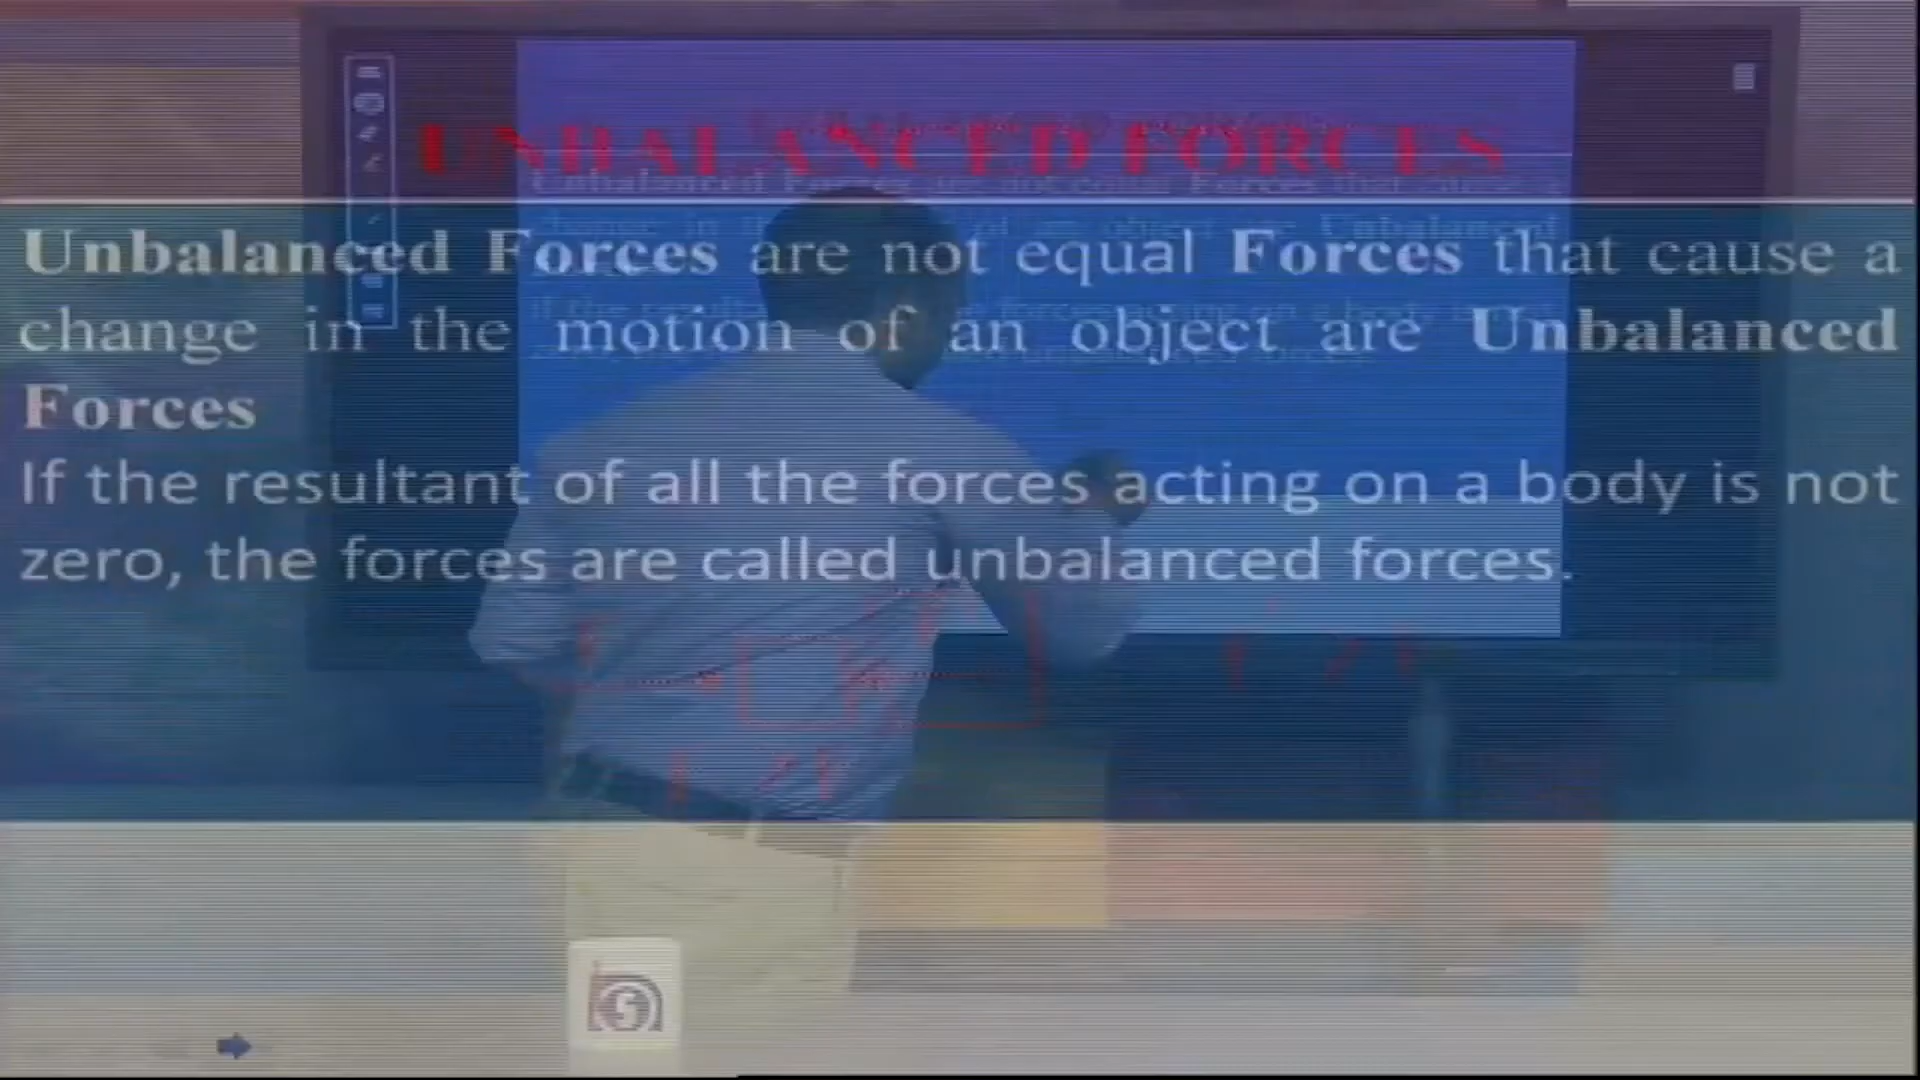 UNBALANCED FORCES
Unbalanced Forces are not equal Forces that cause a
change in the motion of an object are Unbalanced
Forces
If the resultant of all the forces acting on a body is not
zero, the forces are called unbalanced forces.